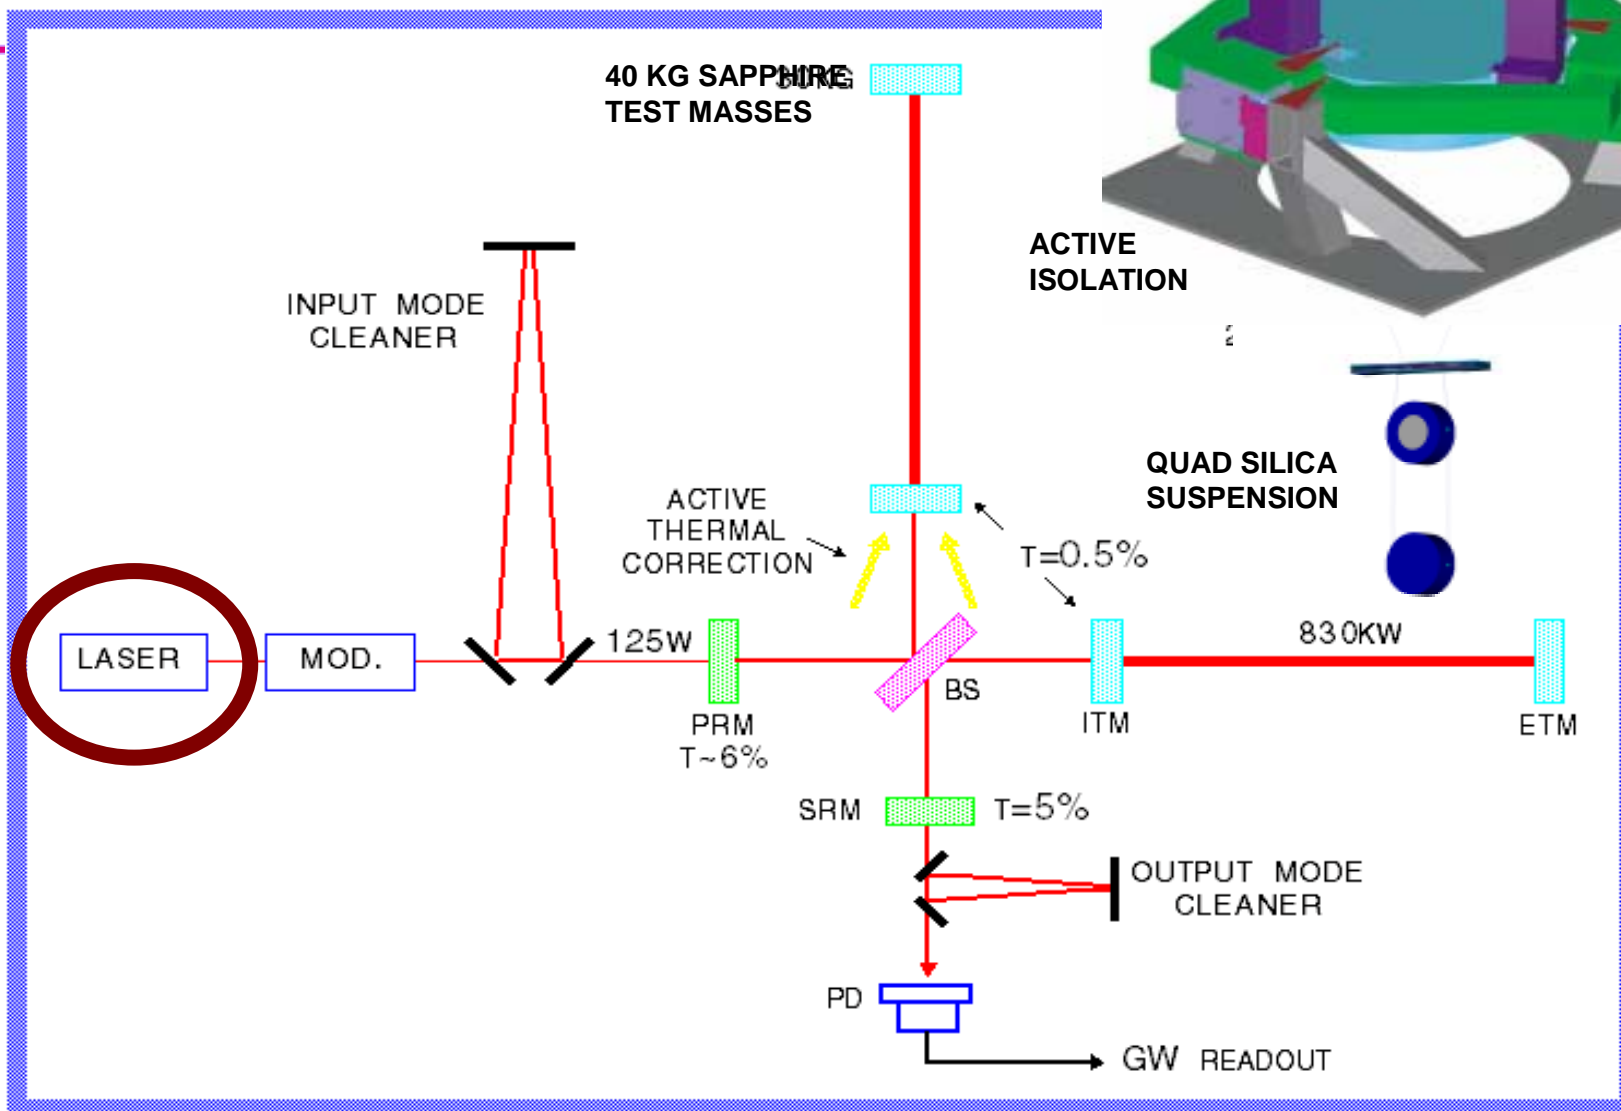 40 KG SAPPHIRE
TEST MASSES
ACTIVE
ISOLATION
INPUT MODE
CLEANER
QUAD SILICA
SUSPENSION
ACTIVE
THERMAL
CORRECTION
T=0.5%
LASER
MOD.
125W
830KW
BS
PRM
T~6%
ITM
ETM
SRM
T=5%
OUTPUT MODE
CLEANER
PD
GW READOUT